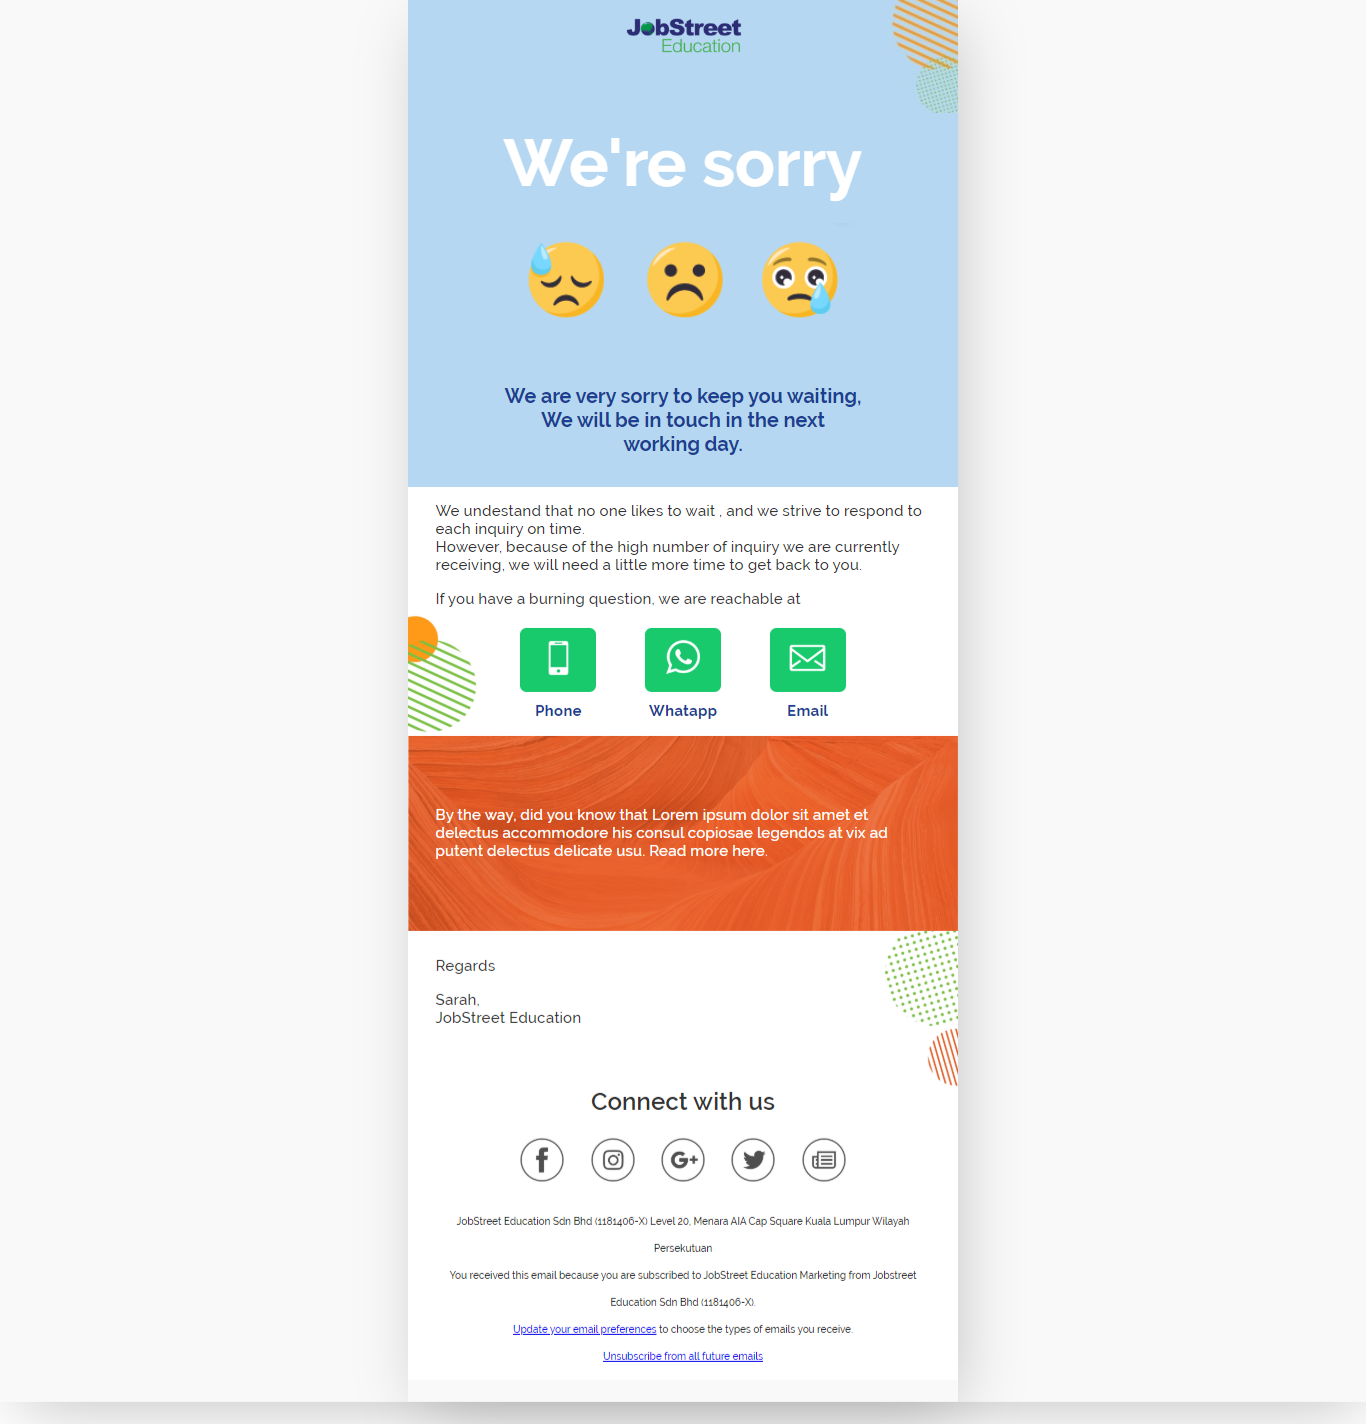 JobStreet
Education
We're sorry
We are very sorry to keep you waiting,
We will be in touch in the next
working day.
We undestand that no one likes to wait , and we strive to respond to
each inquiry on time.
However, because of the high number of inquiry we are currently
receiving, we will need a little more time to get back to you.
If you have a burning question, we are reachable at
Phone
Whatapp
Email
By the way, did you know that Lorem ipsum dolor sit amet et
delectus accommodore his consul copiosae legendos at vix ad
putent delectus delicate usu. Read more here.
Regards
Sarah,
JobStreet Education
Connect with us
JobStreet Education Sdn Bhd (1181406-X) Level 20, Menara AIA Cap Square Kuala Lumpur Wilayah
Persekutuan
You received this email because you are subscribed to JobStreet Education Marketing from Jobstreet
Education Sdn Bhd (1181406-X).
Update your email preferences to choose the types of emails you receive.
Unsubscribe from all future emails